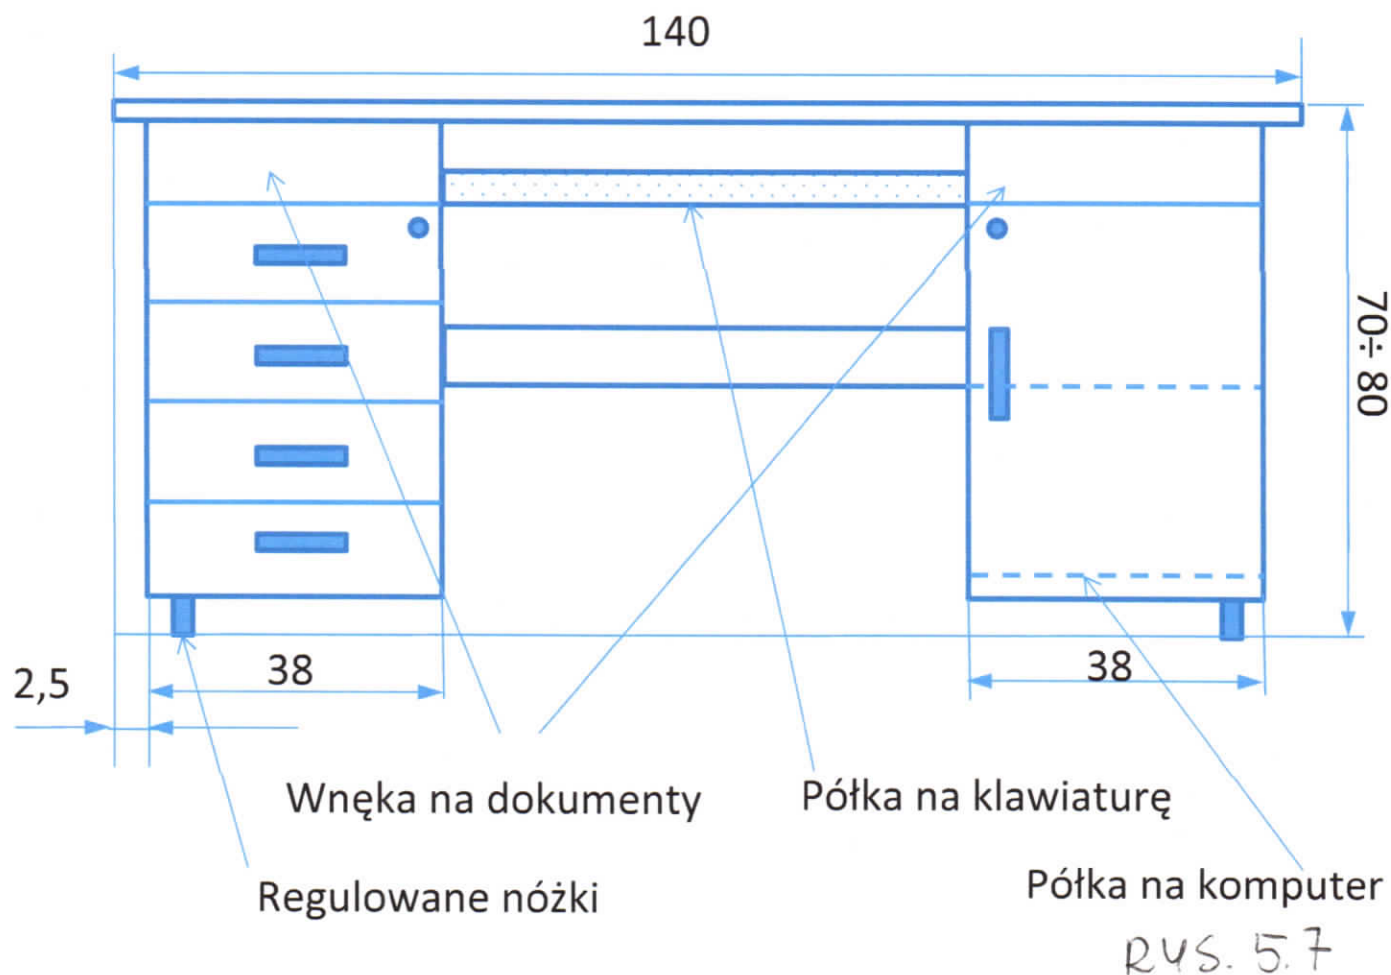 140
70÷ 80
2,5
38
38
Wnęka na dokumenty
Półka na klawiaturę
Regulowane nóżki
Półka na komputer
RYS. 5.7